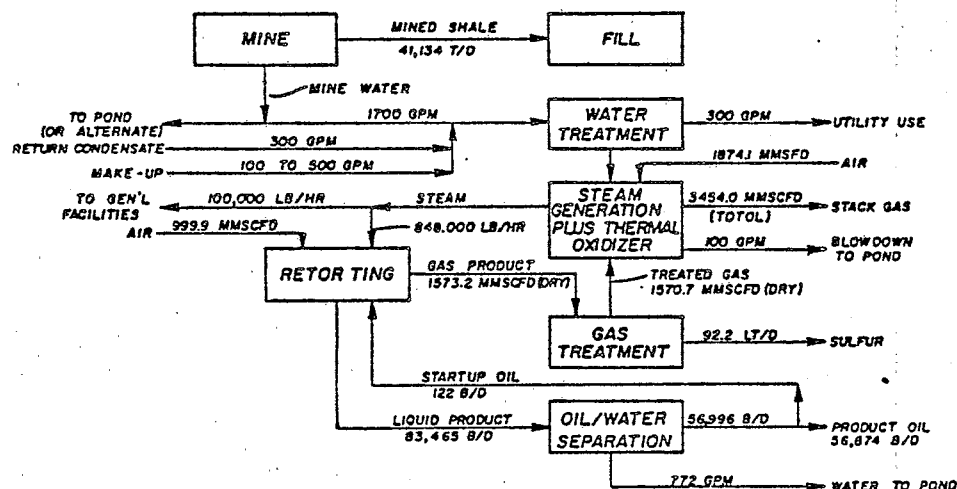 MINE
MINED SHALE
41,134 T/D
FILL
MINE WATER
TO POND
(OR ALTERNATE)
1700 GPM
WATER
TREATMENT
300 GPM
UTILITY USE
RETURN CONDENSATE
300 GPM
MAKE-UP
100 TO 500 GPM
1874.1 MMSFD
AIR
TO GEN'L
FACILITIES
100,000 LB/HR
STEAM
STEAM
GENERATION
PLUS THERMAL
OXIDIZER
3454.0 MMSCFD
(TOTOL)
STACK GAS
AIR
999.9 MMSCFD
848,000 LB/HR
100 GPM
BLOWDOWN
TO POND
RETORTING
GAS PRODUCT
1573.2 MMSCFD (DRY)
TREATED GAS
1570.7 MMSCFD (DRY)
GAS
TREATMENT
92.2 LT/D
SULFUR
STARTUP OIL
122 B/D
LIQUID PRODUCT
83,465 B/D
OIL/WATER
SEPARATION
56,996 B/D
PRODUCT OIL
56,874 B/D
772 GPM
WATER TO POND